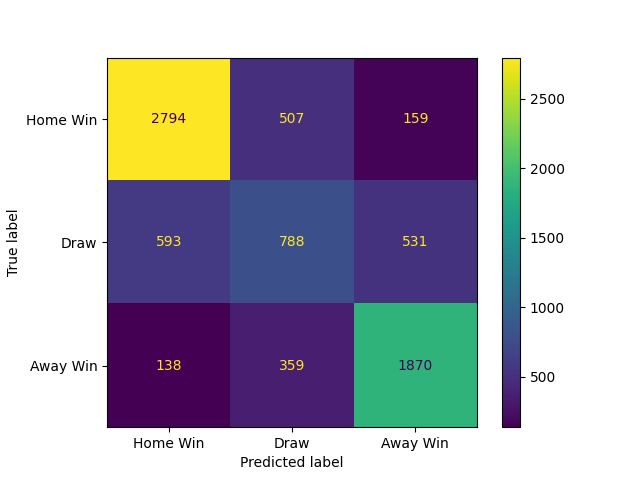 Home Win 2794 507 159
Draw 593 788 531
Away Win 138 359 1870
Home Win Draw Away Win
Predicted label
True label
2500
2000
1500
1000
500